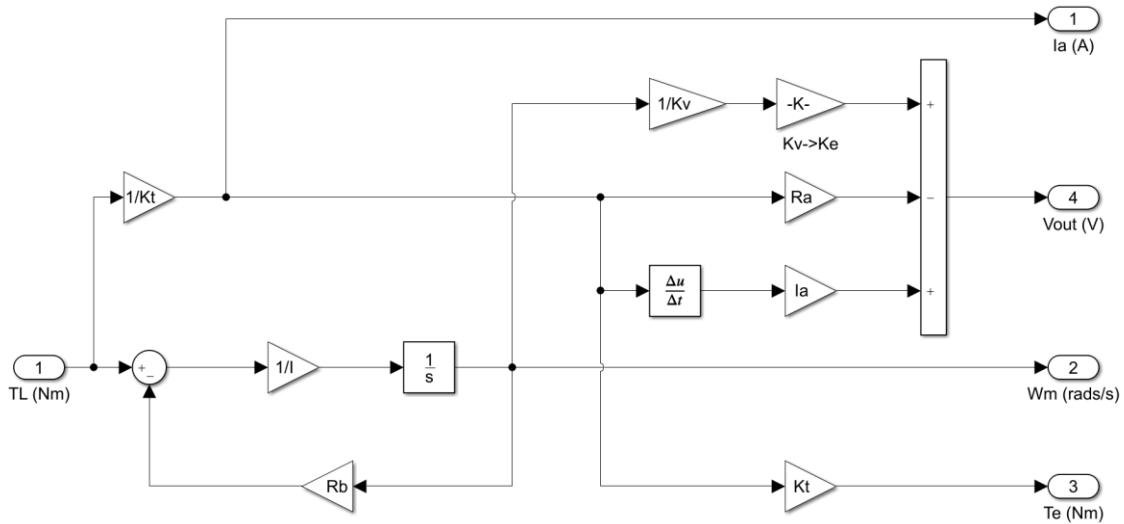 1
Ia (A)
1/Kv
-K-
Kv->Ke
+
1/Kt
Ra
−
4
Vout (V)
Δu
Δt
Ia
+
1
TL (Nm)
+
−
1/I
1
s
2
Wm (rads/s)
Rb
Kt
3
Te (Nm)